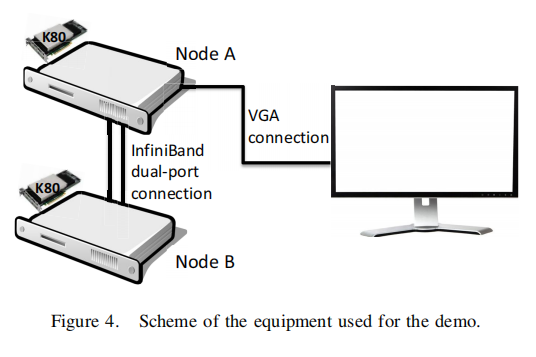 K80
Node A
VGA
connection
InfiniBand
dual-port
connection
K80
Node B
Figure 4. Scheme of the equipment used for the demo.